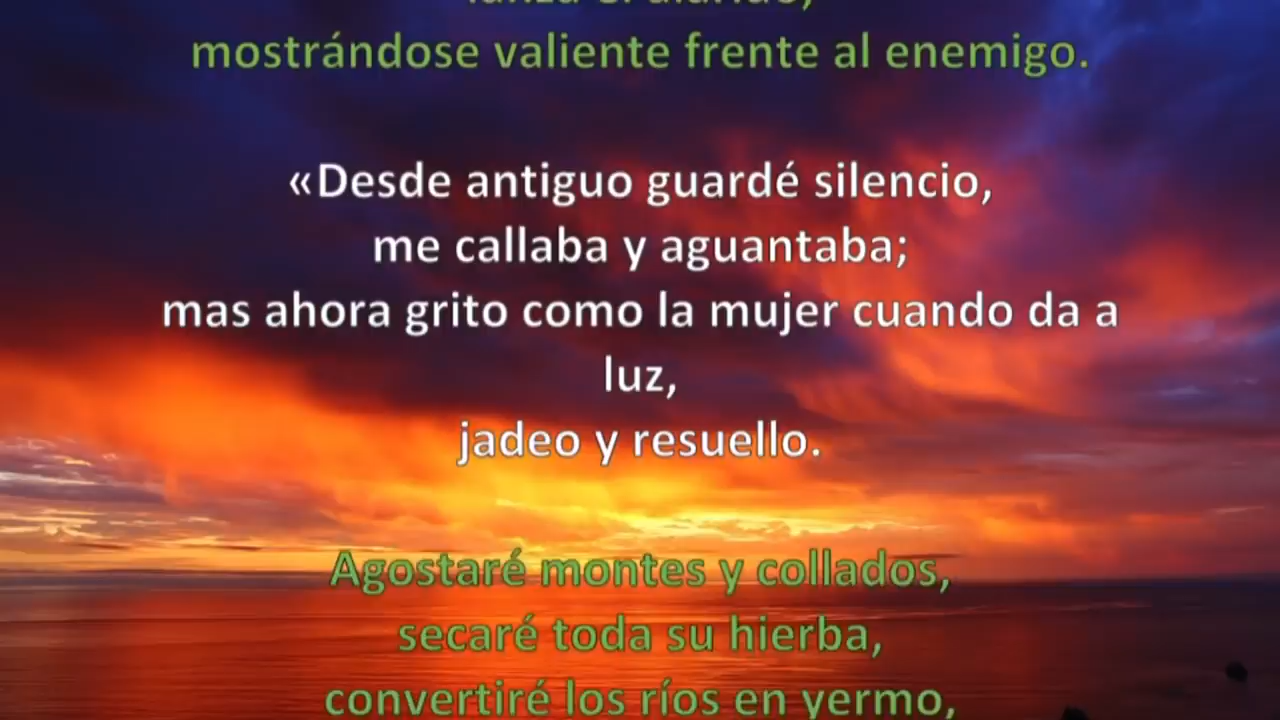 mostrándose valiente frente al enemigo.
«Desde antiguo guardé silencio,
me callaba y aguantaba;
mas ahora grito como la mujer cuando da a
luz,
jadeo y resuello.
Agostaré montes y collados,
secaré toda su hierba,
convertiré los ríos en yermo,